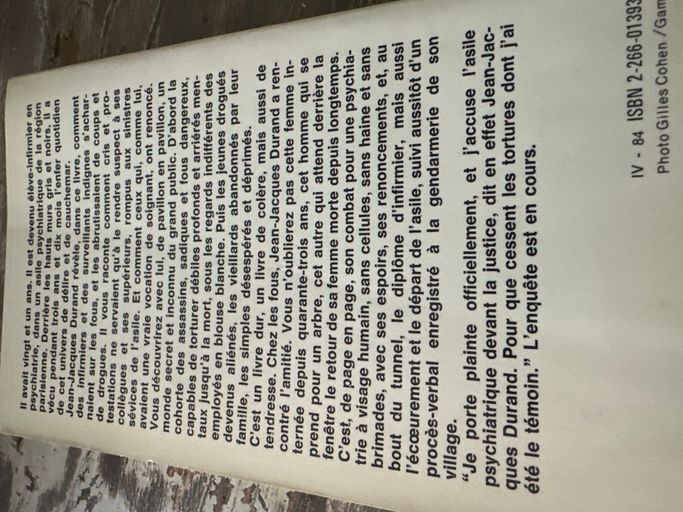 Il avait vingt et un ans. Il est devenu élève-infirmier en
psychiatrie, dans un asile psychiatrique de la région
parisienne. Derrière les hauts murs gris et noirs, il a
vécu pendant trois ans et dix mois l'enfer quotidien
de cet univers de délire et de cauchemar.
Jean-Jacques Durand révèle, dans ce livre, comment
des infirmiers et des surveillants indignes s'achar-
naient sur les fous, et les abrutissaient de coups et
de drogues. Il vous raconte comment cris et pro-
testations ne servaient qu'à le rendre suspect à ses
collègues et ses supérieurs, rompus aux sinistres
sévices de l'asile. Et comment ceux qui, comme lui,
avaient une vraie vocation de soignant, ont renoncé.
Vous découvrirez avec lui, de pavillon en pavillon, un
monde secret et inconnu du grand public. D'abord la
cohorte des assassins, sadiques et fous dangereux,
capables de torturer débiles profonds et arriérés men-
taux jusqu'à la mort, sous les regards indifférents des
employés en blouse blanche. Puis les jeunes drogués
devenus aliénés, les vieillards abandonnés par leur
famille, les simples désespérés et déprimés.
C'est un livre dur, un livre de colère, mais aussi de
tendresse. Chez les fous, Jean-Jacques Durand a ren-
contré l'amitié. Vous n'oublierez pas cette femme in-
ternée depuis quarante-trois ans, cet homme qui se
prend pour un arbre, cet autre qui attend derrière la
fenêtre le retour de sa femme morte depuis longtemps.
C'est, de page en page, son combat pour une psychia-
trie à visage humain, sans cellules, sans haine et sans
brimades, avec ses espoirs, ses renoncements, et, au
bout du tunnel, le diplôme d'infirmier, mais aussi
l'écœurement et le départ de l'asile, suivi aussitôt d'un
procès-verbal enregistré à la gendarmerie de son
village.
"Je porte plainte officiellement, et j'accuse l'asile
psychiatrique devant la justice, dit en effet Jean-Jac-
ques Durand. Pour que cessent les tortures dont j'ai
été le témoin." L'enquête est en cours.
IV - 84 ISBN 2-266-01393
Photo Gilles Cohen /Gam